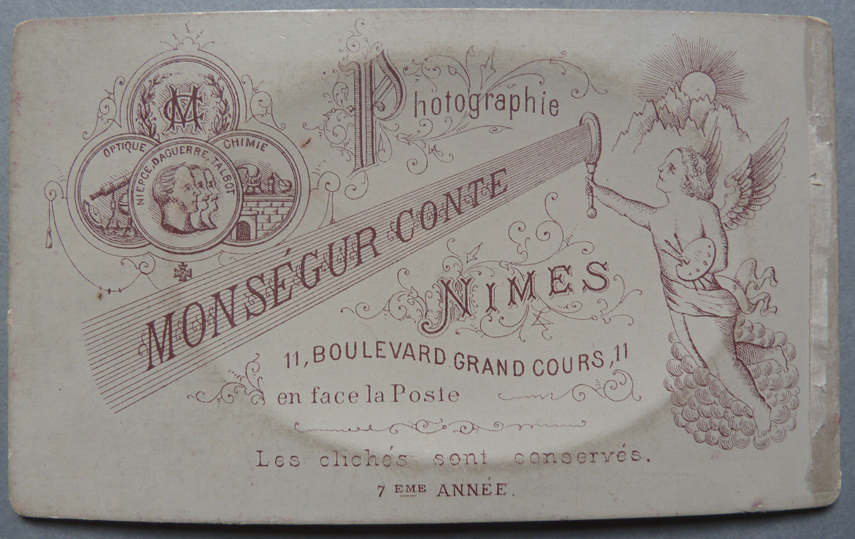 MC
OPTIQUE
CHIMIE
NIEPCE, DAGUERRE, TALBOT
Photographie
MONSÉGUR CONTE
NIMES
11, BOULEVARD GRAND COURS, 11
en face la Poste
Les clichés sont conservés.
7 EME ANNÉE.